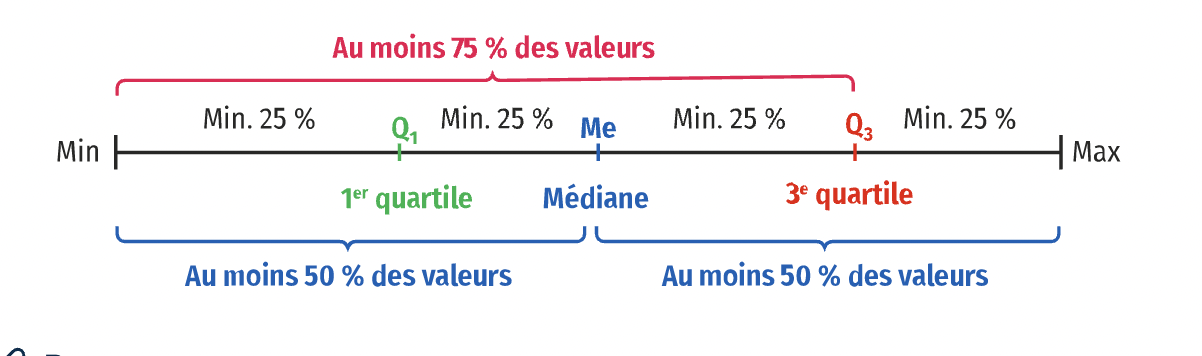 Au moins 75 % des valeurs
Min. 25 % Min. 25 % Min. 25 % Min. 25 %
Q1 Me Q3
Min Max
1er quartile Médiane 3e quartile
Au moins 50 % des valeurs Au moins 50 % des valeurs